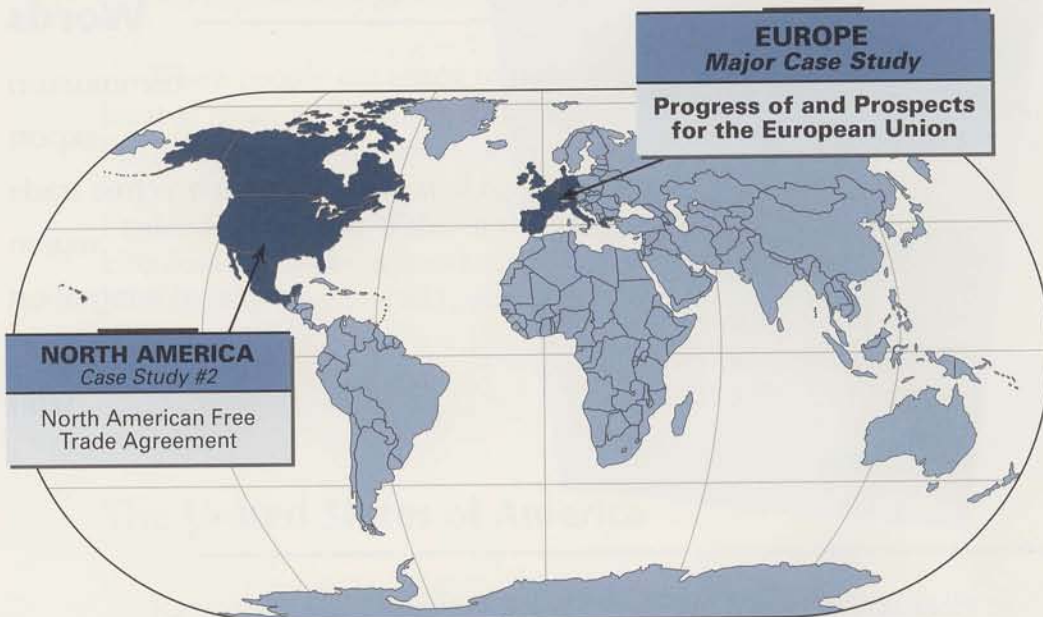 EUROPE
Major Case Study
Progress of and Prospects
for the European Union
NORTH AMERICA
Case Study #2
North American Free
Trade Agreement
Words
The United States of America